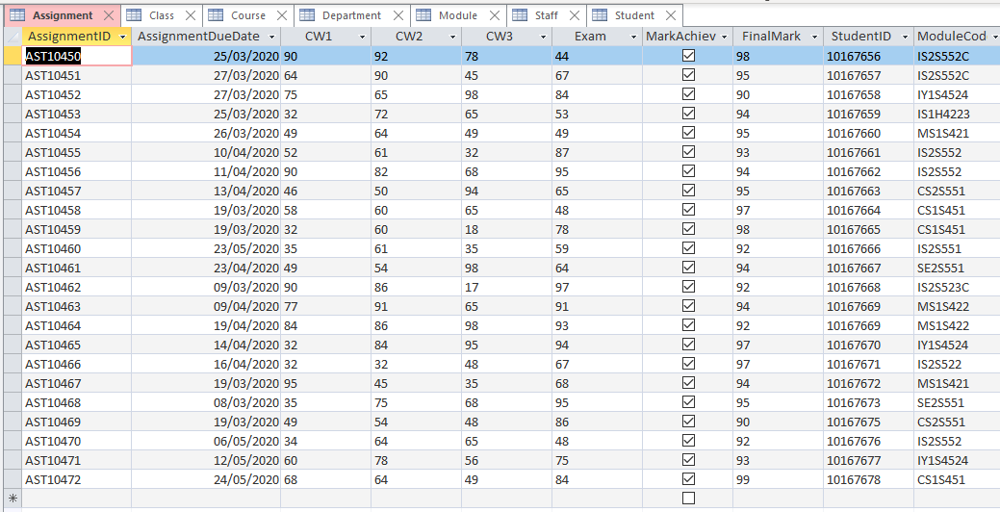 Assignment Class Course Department Module Staff Student
AssignmentID AssignmentDueDate CW1 CW2 CW3 Exam MarkAchiev FinalMark StudentID ModuleCod
AST10450 25/03/2020 90 92 78 44 98 10167656 IS2S552C
AST10451 27/03/2020 64 90 45 67 95 10167657 IS2S552C
AST10452 27/03/2020 75 65 98 84 90 10167658 IY1S4524
AST10453 25/03/2020 32 72 65 53 94 10167659 IS1H4223
AST10454 26/03/2020 49 64 49 49 95 10167660 MS1S421
AST10455 10/04/2020 52 61 32 87 93 10167661 IS2S552
AST10456 11/04/2020 90 82 68 95 94 10167662 IS2S552
AST10457 13/04/2020 46 50 94 65 95 10167663 CS2S551
AST10458 19/03/2020 58 60 65 48 97 10167664 CS1S451
AST10459 19/03/2020 32 60 18 78 98 10167665 CS1S451
AST10460 23/05/2020 35 61 35 59 92 10167666 IS2S551
AST10461 23/04/2020 49 54 98 64 94 10167667 SE2S551
AST10462 09/03/2020 90 86 17 97 92 10167668 IS2S523C
AST10463 09/04/2020 77 91 65 91 94 10167669 MS1S422
AST10464 19/04/2020 84 86 98 93 92 10167669 MS1S422
AST10465 14/04/2020 32 84 95 94 97 10167670 IY1S4524
AST10466 16/04/2020 32 32 48 67 97 10167671 IS2S522
AST10467 19/03/2020 95 45 35 68 94 10167672 MS1S421
AST10468 08/03/2020 35 75 68 95 95 10167673 SE2S551
AST10469 19/03/2020 49 54 48 86 90 10167675 CS2S551
AST10470 06/05/2020 34 64 65 48 92 10167676 IS2S552
AST10471 12/05/2020 60 78 56 75 93 10167677 IY1S4524
AST10472 24/05/2020 68 64 49 84 99 10167678 CS1S451